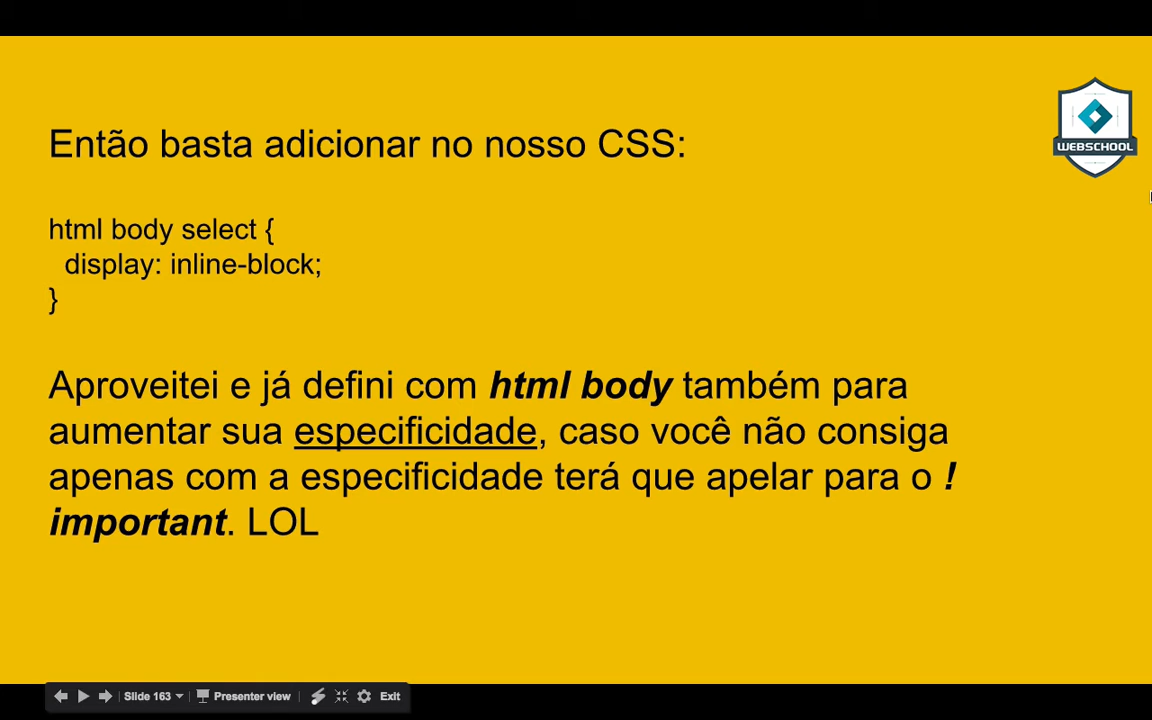 Então basta adicionar no nosso CSS:
WEBSCHOOL
html body select {
display: inline-block;
}
Aproveitei e já defini com html body também para
aumentar sua especificidade, caso você não consiga
apenas com a especificidade terá que apelar para o !
important. LOL
Slide 163 Presenter view Exit